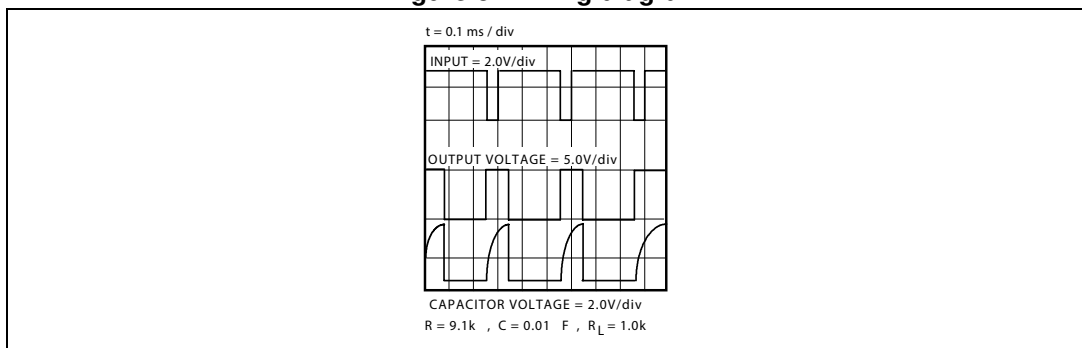 t = 0.1 ms / div
INPUT = 2.0V/div
OUTPUT VOLTAGE = 5.0V/div
CAPACITOR VOLTAGE = 2.0V/div
R = 9.1k , C = 0.01 F , RL = 1.0k